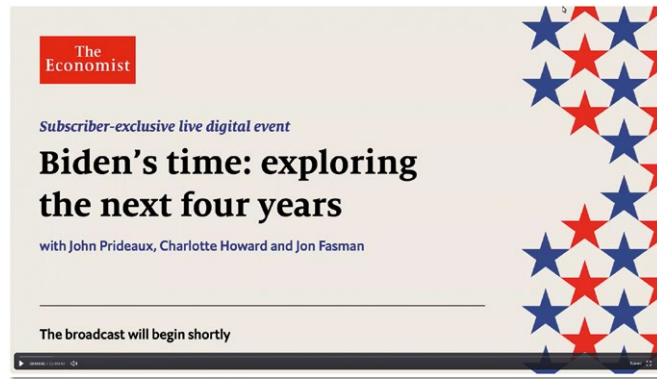 The
Economist
Subscriber-exclusive live digital event
Biden's time: exploring
the next four years
with John Prideaux, Charlotte Howard and Jon Fasman
The broadcast will begin shortly